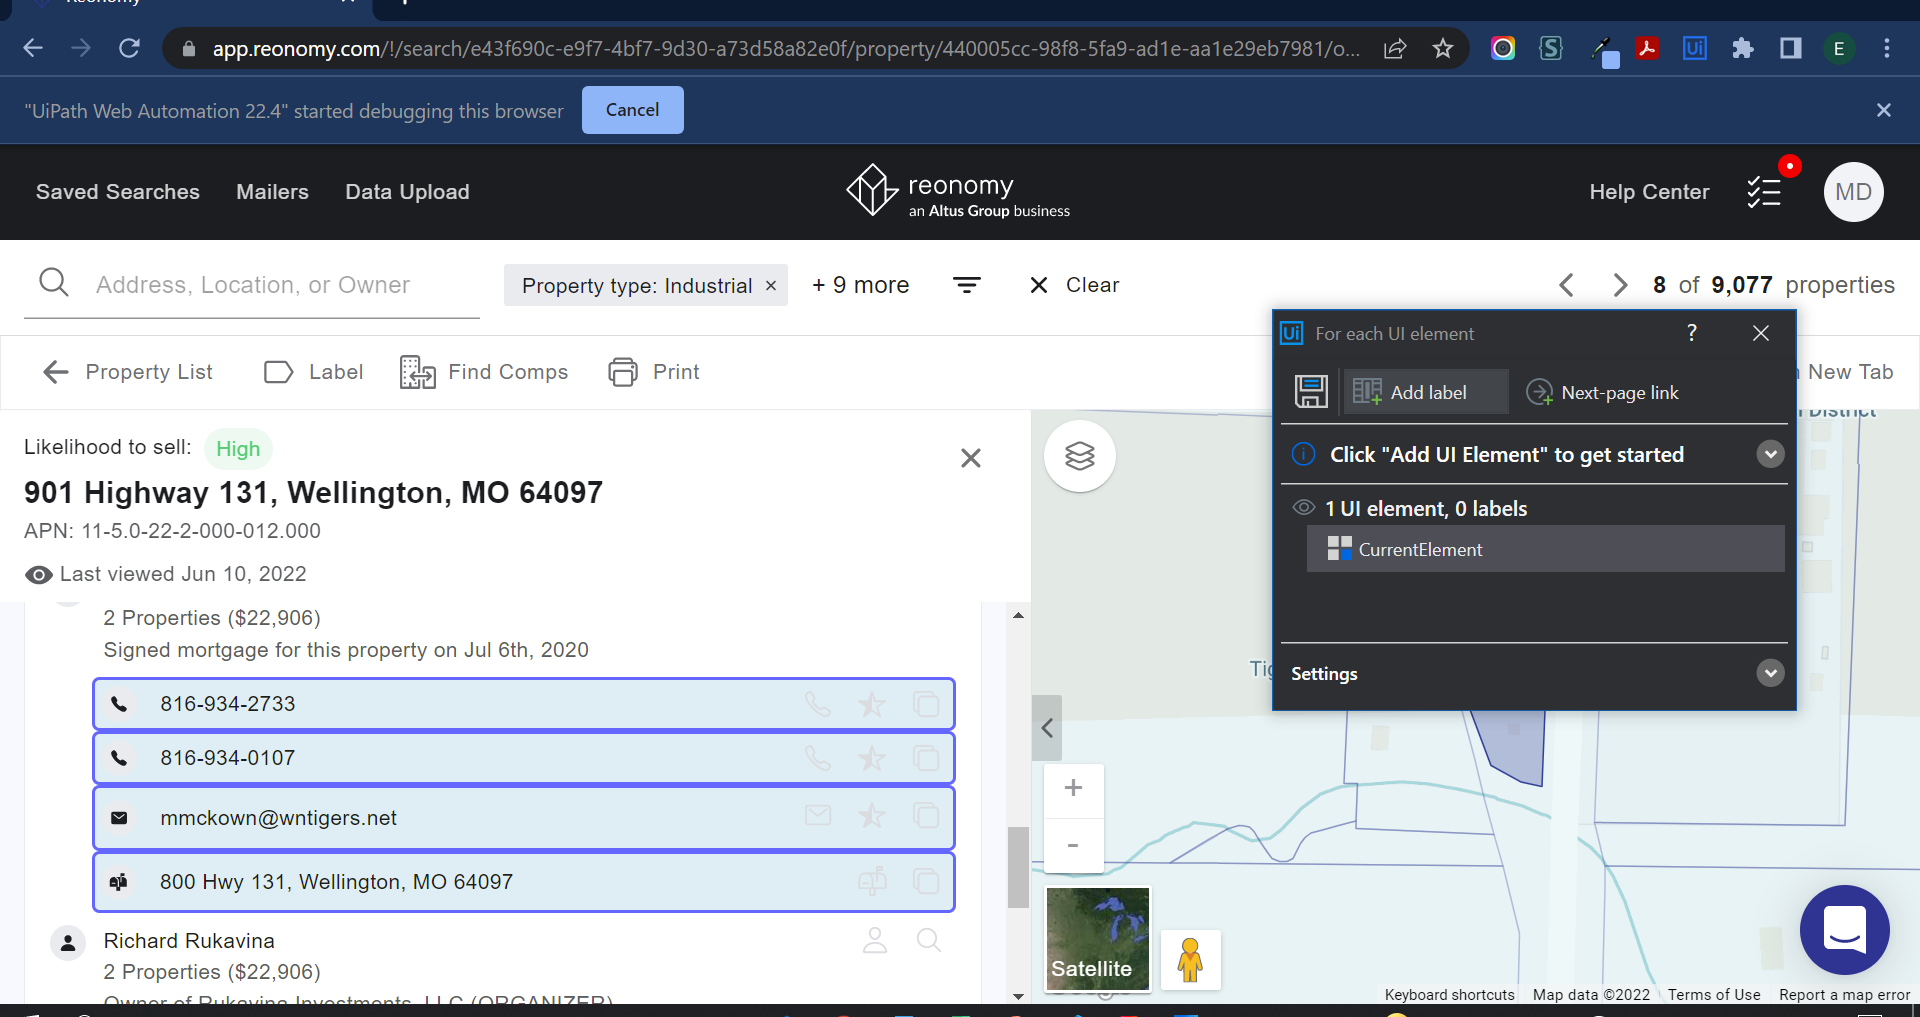 app.reonomy.com/!/search/e43f690c-e9f7-4bf7-9d30-a73d58a82e0f/property/440005cc-98f8-5fa9-ad1e-aa1e29eb7981/o...
Ui
E
"UiPath Web Automation 22.4" started debugging this browser
Cancel
Saved Searches
Mailers
Data Upload
reonomy
an Altus Group business
Help Center
MD
Address, Location, or Owner
Property type: Industrial ×
+ 9 more
Clear
8 of 9,077 properties
Property List
Label
Find Comps
Print
New Tab
Ui For each UI element ?
Add label
Next-page link
Click "Add UI Element" to get started
1 UI element, 0 labels
CurrentElement
Settings
Likelihood to sell: High
901 Highway 131, Wellington, MO 64097
APN: 11-5.0-22-2-000-012.000
Last viewed Jun 10, 2022
2 Properties ($22,906)
Signed mortgage for this property on Jul 6th, 2020
816-934-2733
816-934-0107
mmckown@wntigers.net
800 Hwy 131, Wellington, MO 64097
Richard Rukavina
2 Properties ($22,906)
Owner of Rukavina Investments, LLC (ORGANIZER)
District
+
-
Satellite
Keyboard shortcuts
Map data ©2022
Terms of Use
Report a map error